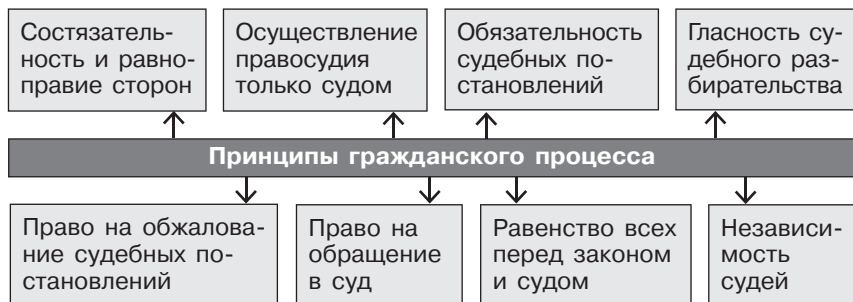 Состязатель-
ность и равно-
правие сторон
Осуществление
правосудия
только судом
Обязательность
судебных по-
становлений
Гласность су-
дебного раз-
бирательства
Принципы гражданского процесса
Право на обжалова-
ние судебных по-
становлений
Право на
обращение
в суд
Равенство всех
перед законом
и судом
Независи-
мость
судей